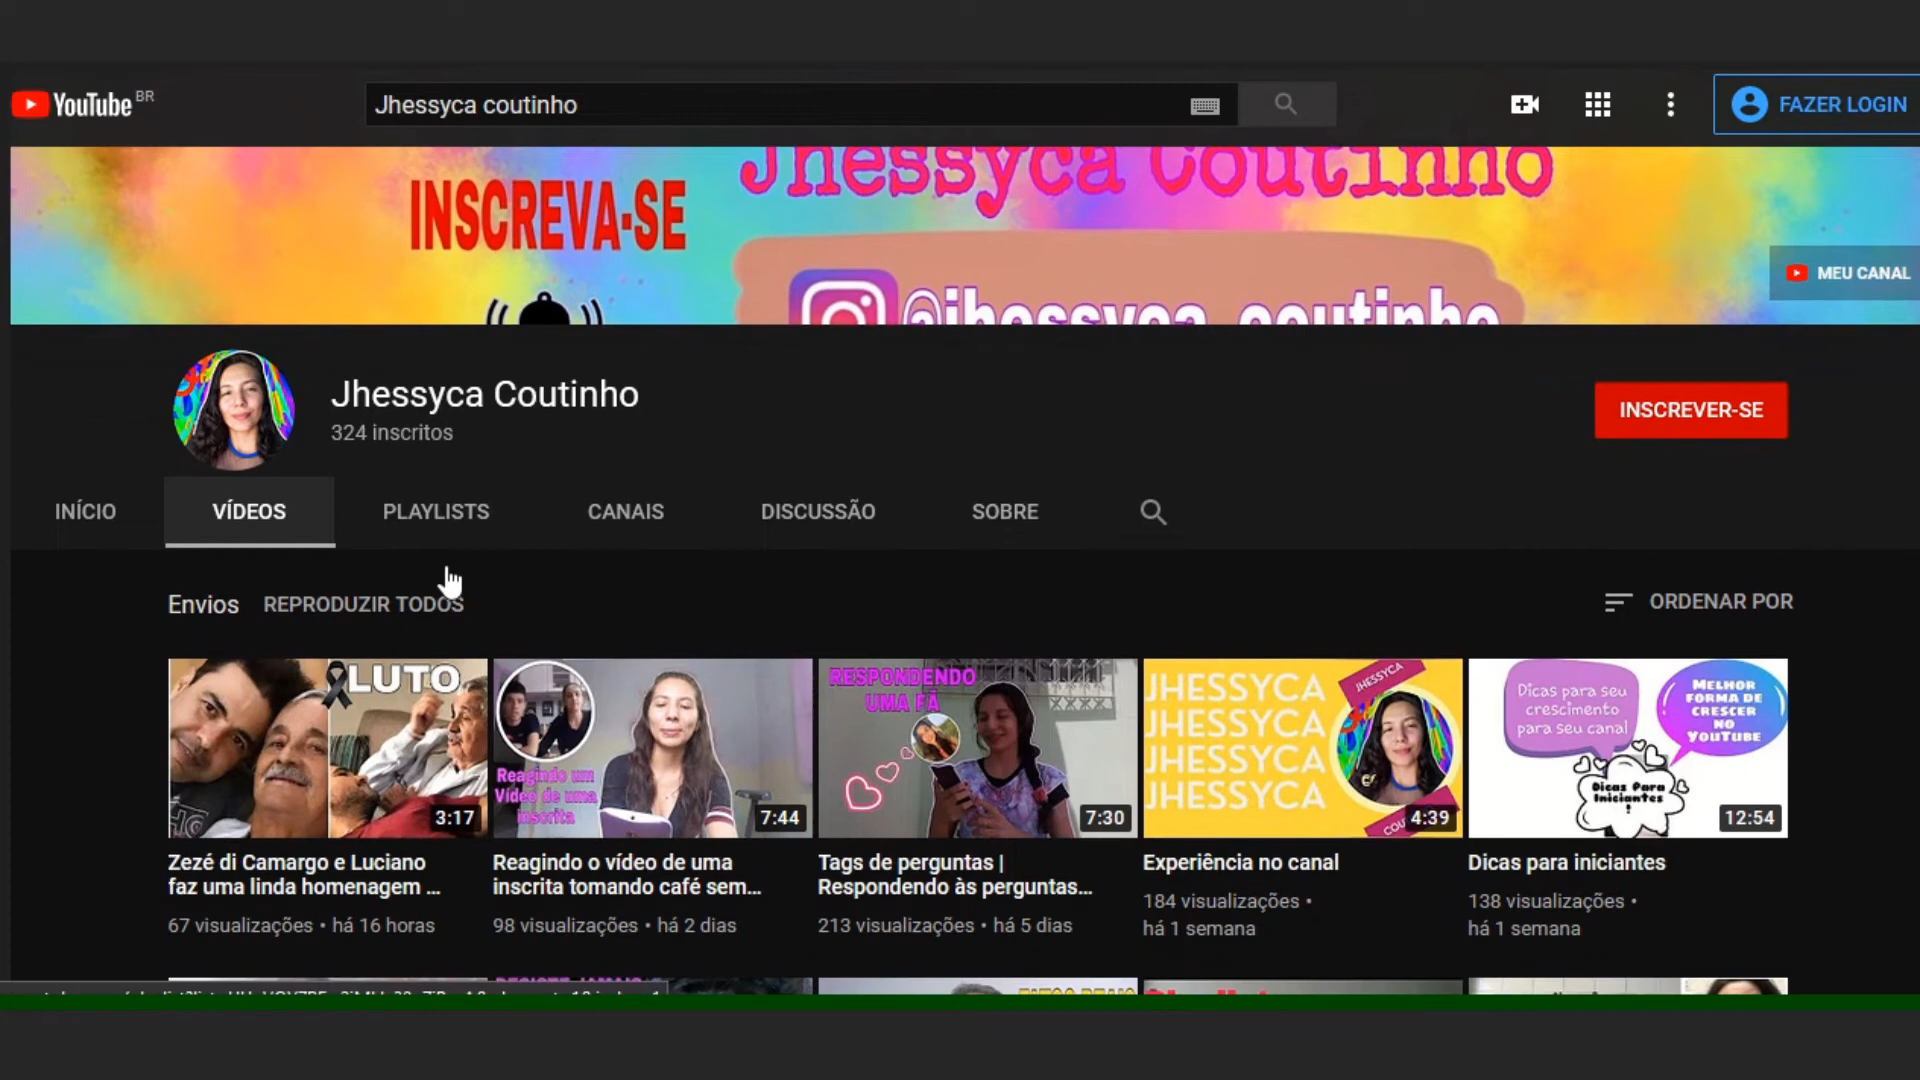 YouTube BR
Jhessyca coutinho
FAZER LOGIN
Jhessyca Coutinho
INSCREVA-SE
MEU CANAL
@jhessyca_coutinho
Jhessyca Coutinho
324 inscritos
INSCREVER-SE
INÍCIO
VÍDEOS
PLAYLISTS
CANAIS
DISCUSSÃO
SOBRE
Envios
REPRODUZIR TODOS
ORDENAR POR
LUTO
3:17
Reagindo um
Vídeo de uma
inscrita
7:44
RESPONDENDO
UMA FÃ
7:30
JHESSYCA
JHESSYCA
JHESSYCA
JHESSYCA
JHESSYCA
4:39
Dicas para seu
crescimento
para seu canal
MELHOR
FORMA DE
CRESCER
NO
YOUTUBE
Dicas Para
Iniciantes
!
12:54
Zezé di Camargo e Luciano
faz uma linda homenagem ...
67 visualizações • há 16 horas
Reagindo o vídeo de uma
inscrita tomando café sem...
98 visualizações • há 2 dias
Tags de perguntas |
Respondendo às perguntas...
213 visualizações • há 5 dias
Experiência no canal
184 visualizações •
há 1 semana
Dicas para iniciantes
138 visualizações •
há 1 semana